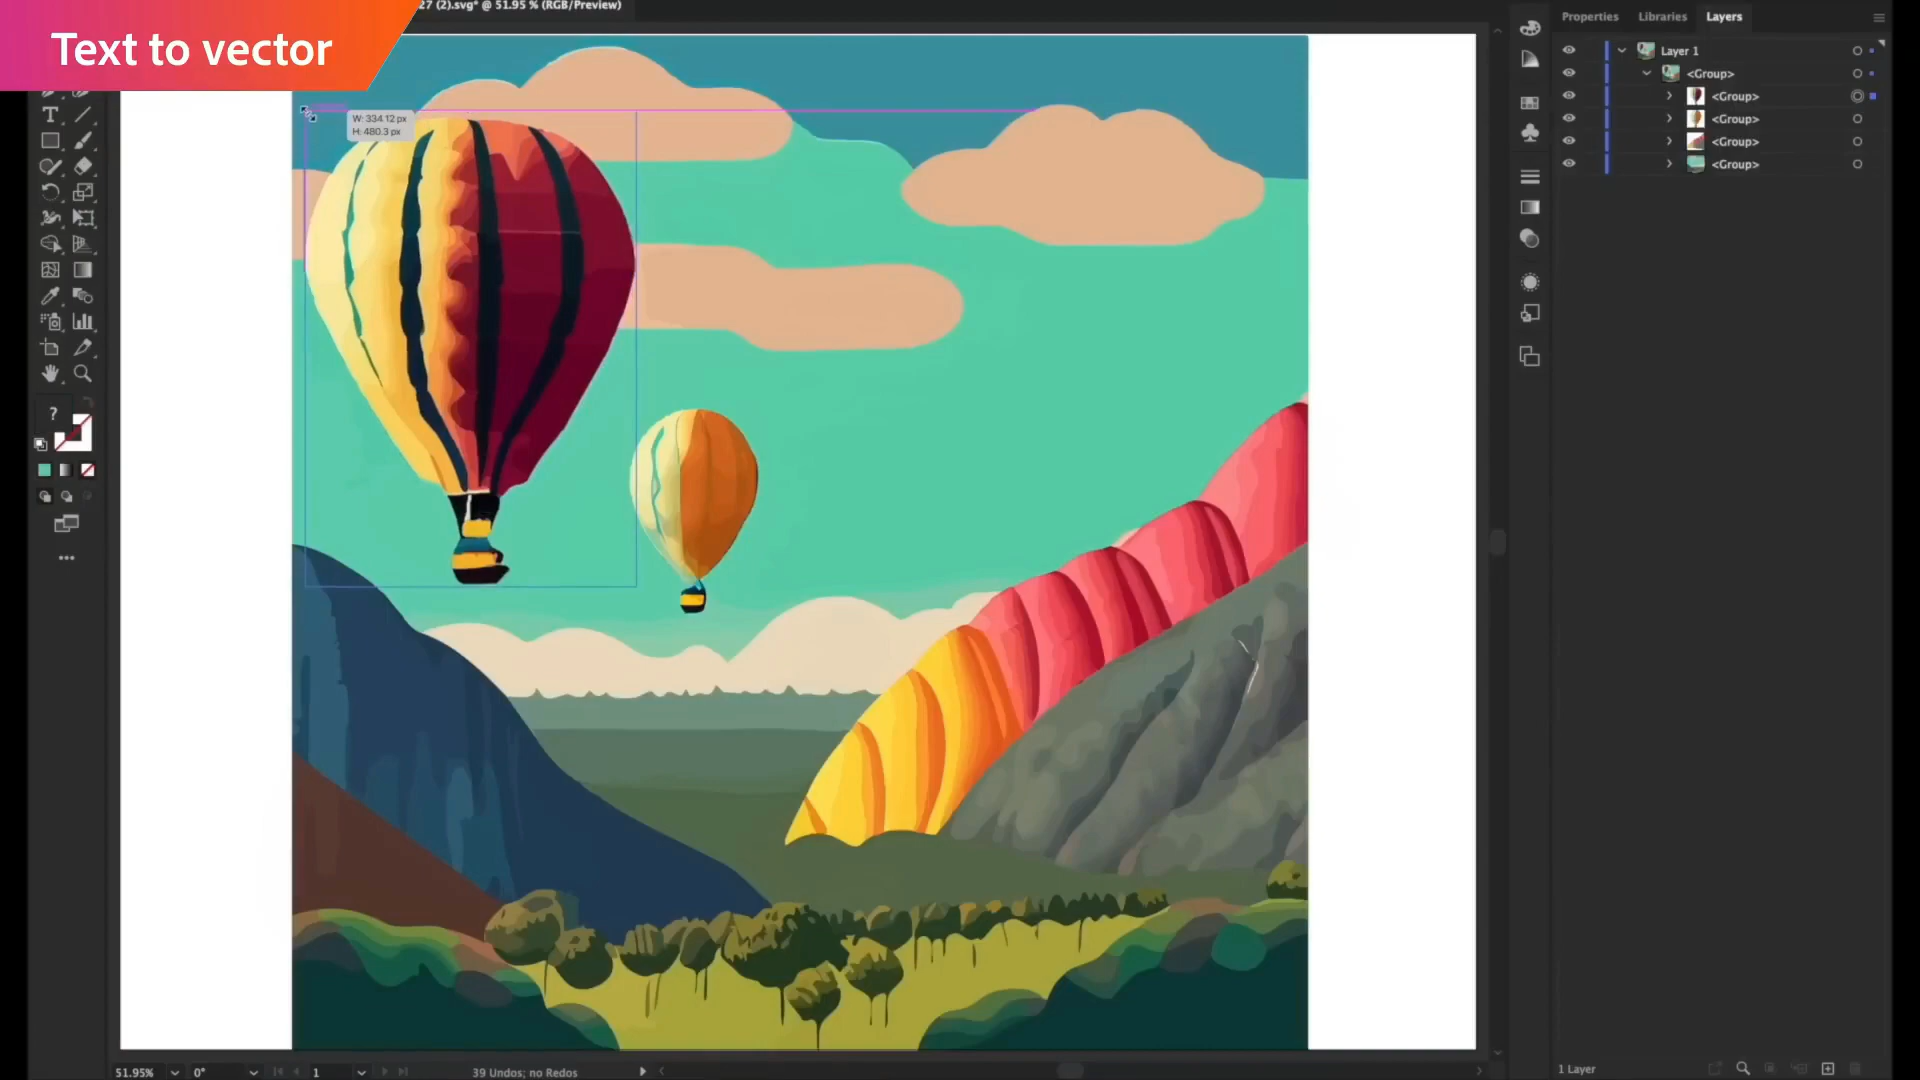 27 (2).svg* @ 51.95 % (RGB/Preview)
Text to vector
Properties Libraries Layers
Layer 1
<Group>
<Group>
<Group>
<Group>
<Group>
W: 334.12 px
H: 480.3 px
?
51.95% 0° 1 39 Undos; no Redos
1 Layer